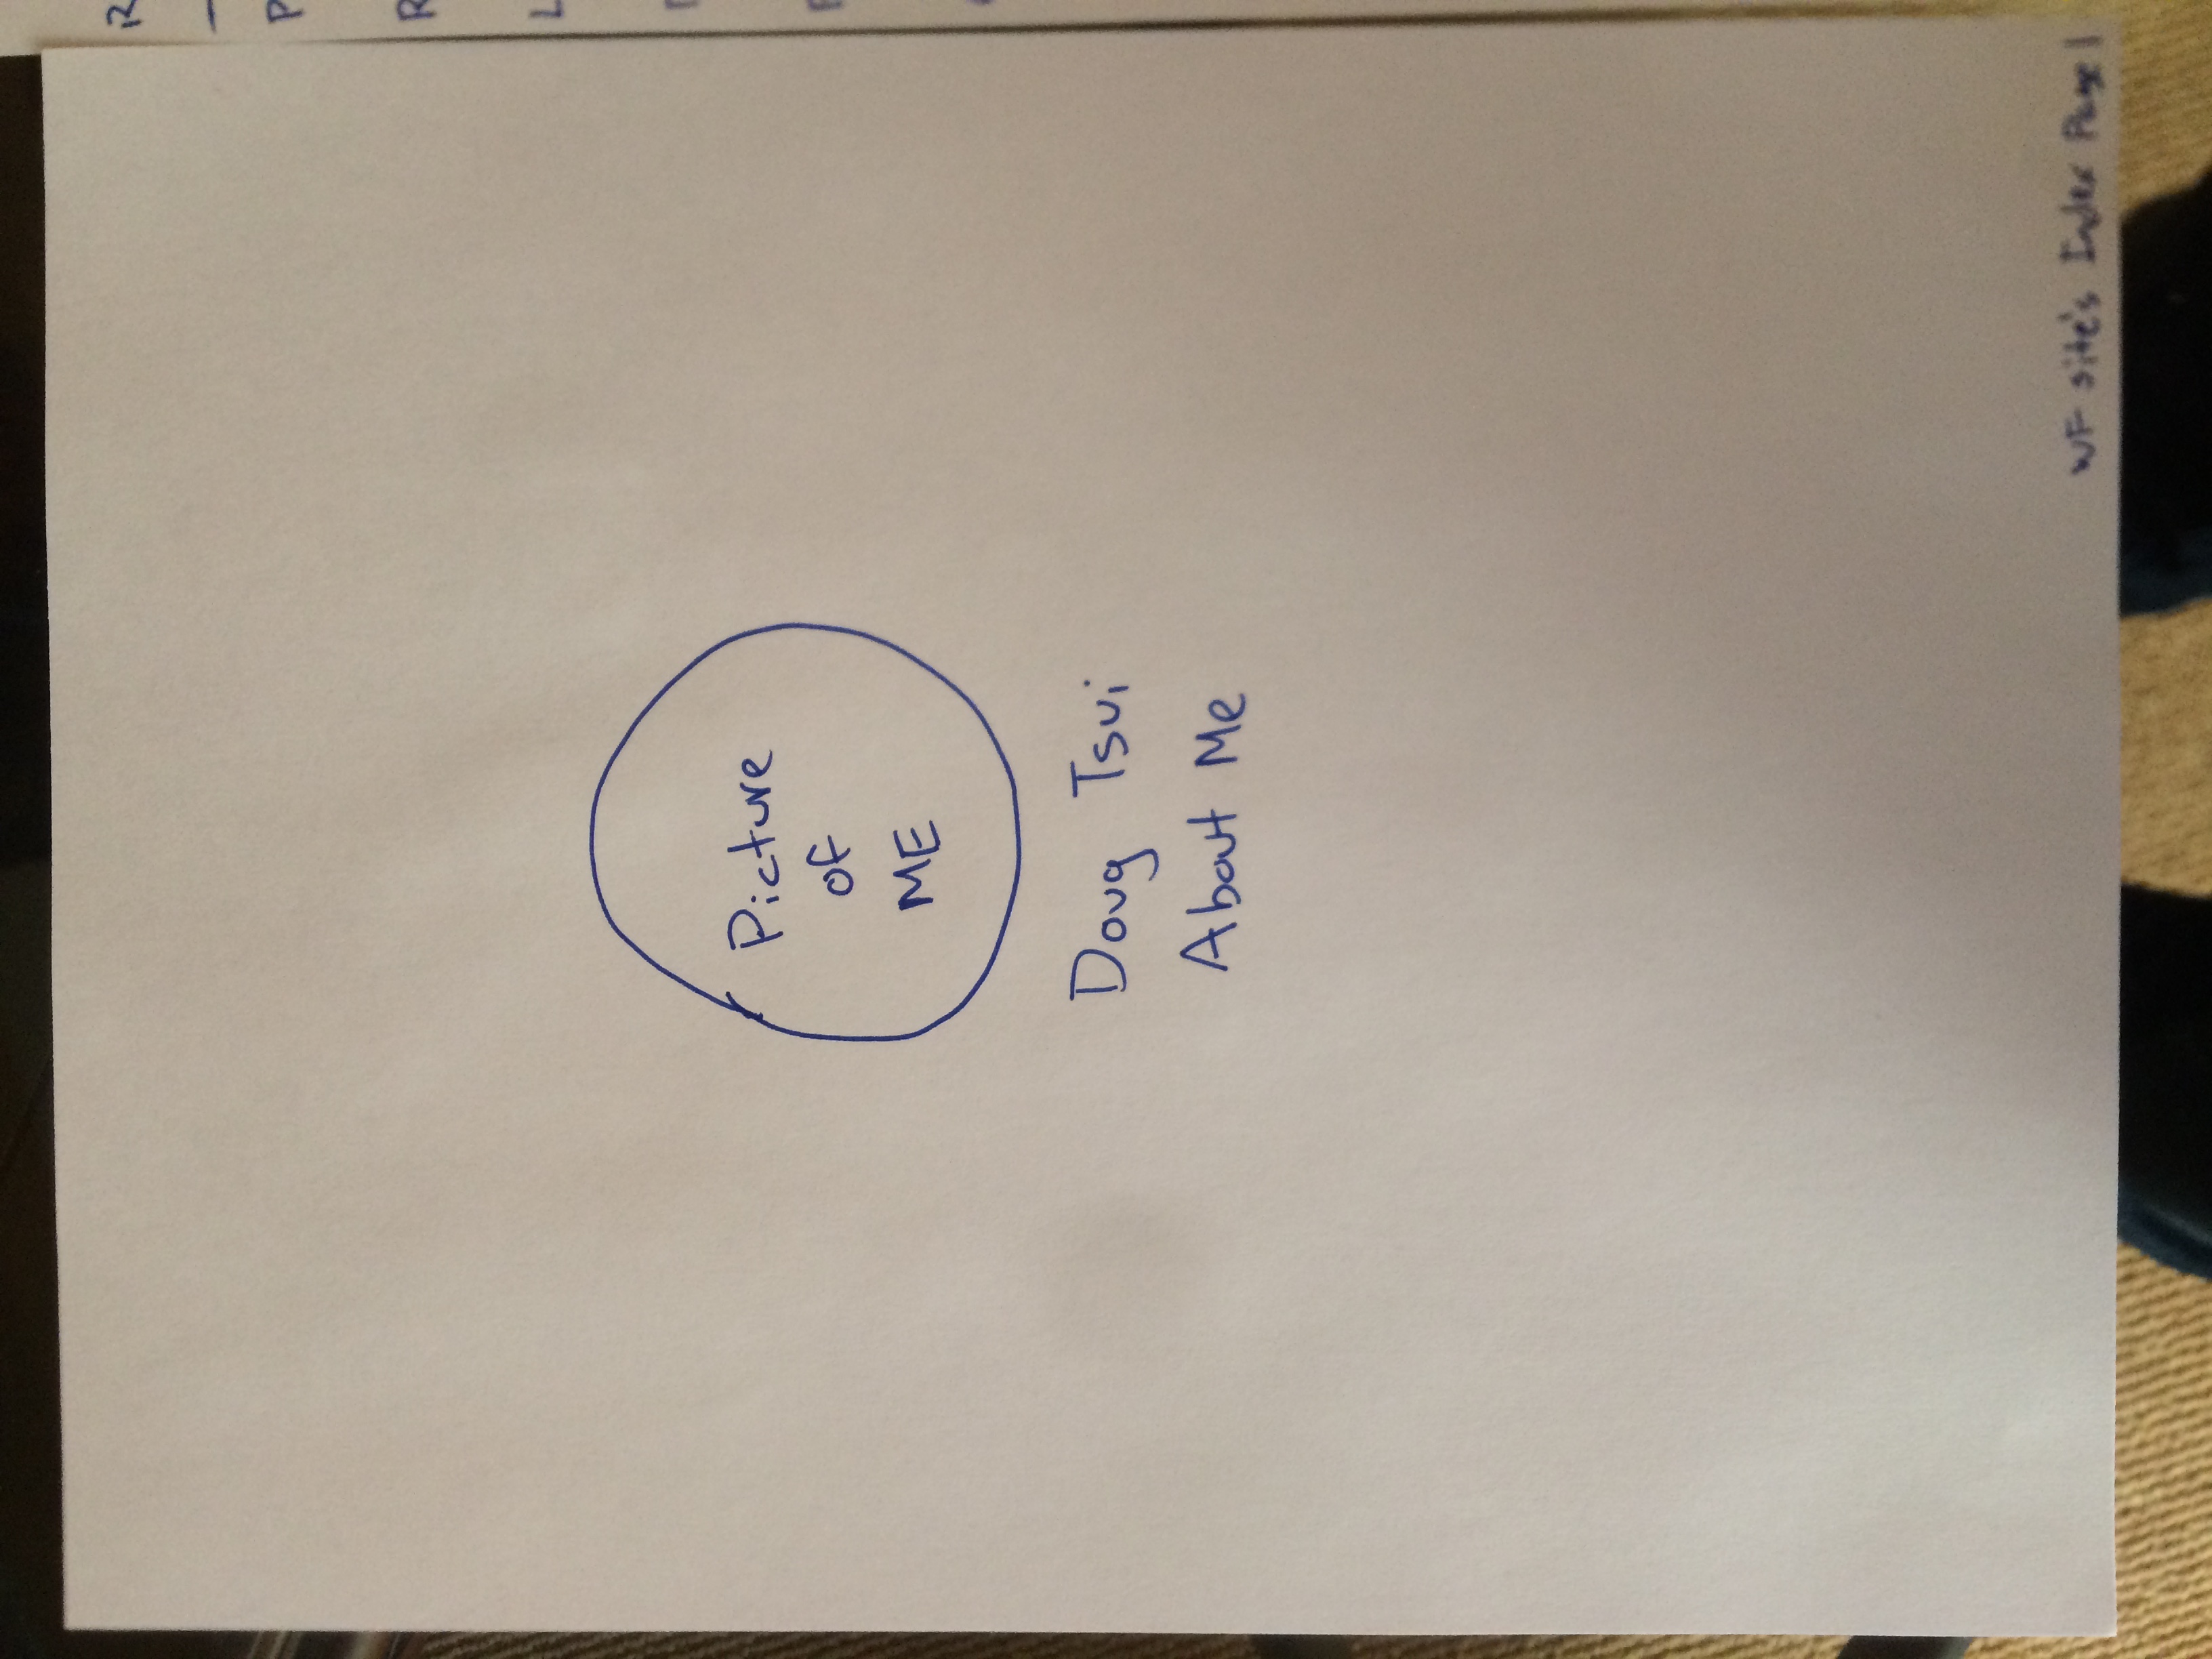 Picture
of
ME
Doug Tsui
About Me
WF site's Index Page 1
R
P
R
L